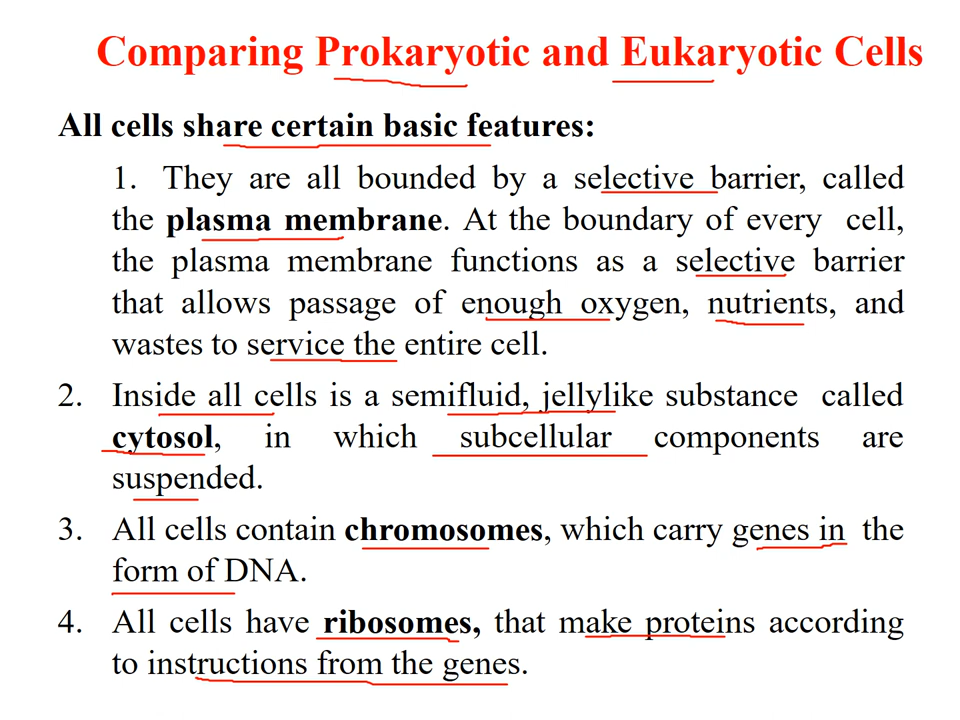 Comparing Prokaryotic and Eukaryotic Cells
All cells share certain basic features:
1. They are all bounded by a selective barrier, called
the plasma membrane. At the boundary of every cell,
the plasma membrane functions as a selective barrier
that allows passage of enough oxygen, nutrients, and
wastes to service the entire cell.
2. Inside all cells is a semifluid, jellylike substance called
cytosol, in which subcellular components are
suspended.
3. All cells contain chromosomes, which carry genes in the
form of DNA.
4. All cells have ribosomes, that make proteins according
to instructions from the genes.